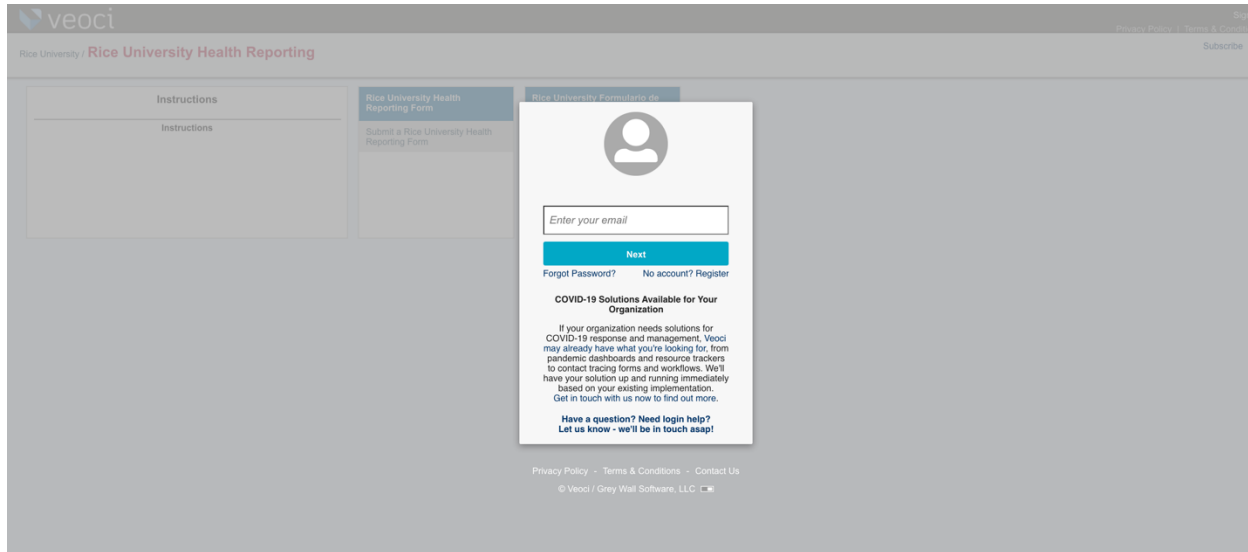 veoci
Privacy Policy | Terms &
Rice University / Rice University Health Reporting
Subscribe
Instructions
Instructions
Rice University Health
Reporting Form
Submit a Rice University Health
Reporting Form
Rice University Formulario de
Enter your email
Next
Forgot Password? No account? Register
COVID-19 Solutions Available for Your
Organization
If your organization needs solutions for
COVID-19 response and management, Veoci
may already have what you're looking for, from
pandemic dashboards and resource trackers
to contact tracing forms and workflows. We'll
have your solution up and running immediately
based on your existing implementation.
Get in touch with us now to find out more.
Have a question? Need login help?
Let us know - we'll be in touch asap!
Privacy Policy - Terms & Conditions - Contact Us
© Veoci / Grey Wall Software, LLC